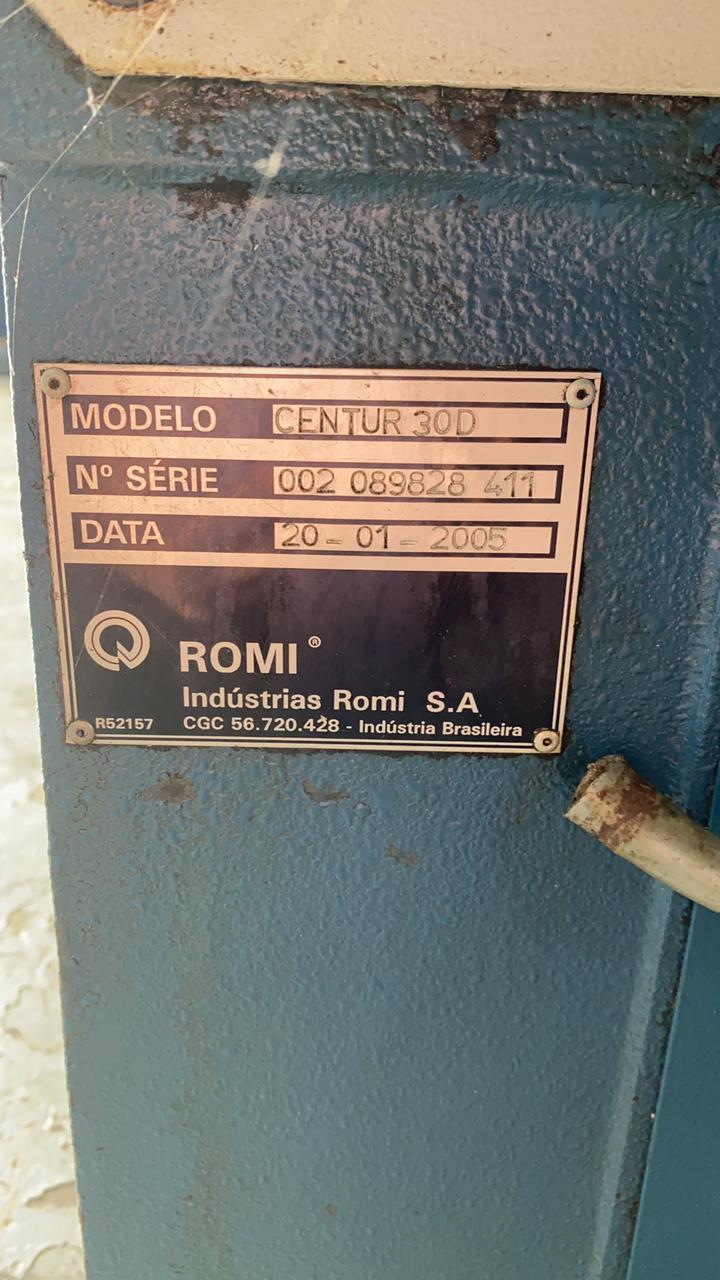 MODELO CENTUR 30D
Nº SÉRIE 002 089828 411
DATA 20-01-2005
ROMI ®
Indústrias Romi S.A
R52157 CGC 56.720.428 - Indústria Brasileira